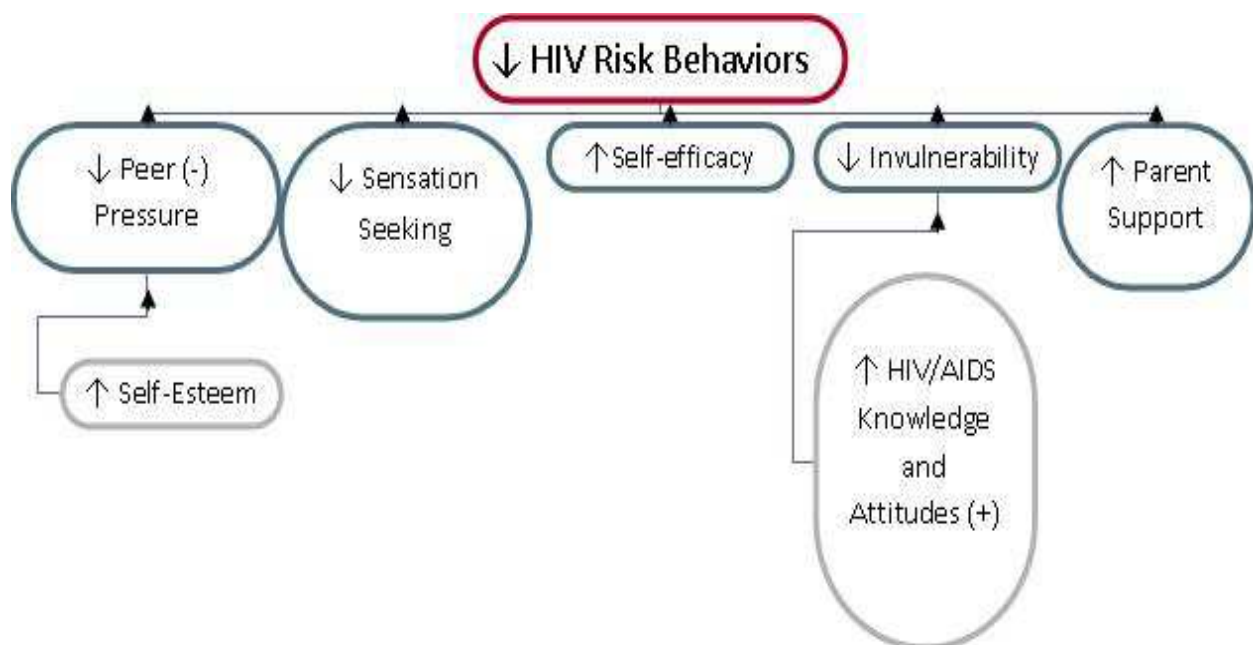 ↓ HIV Risk Behaviors
↓ Peer (-)
Pressure
↓ Sensation
Seeking
↑ Self-efficacy
↓ Invulnerability
↑ Parent
Support
↑ Self-Esteem
↑ HIV/AIDS
Knowledge
and
Attitudes (+)